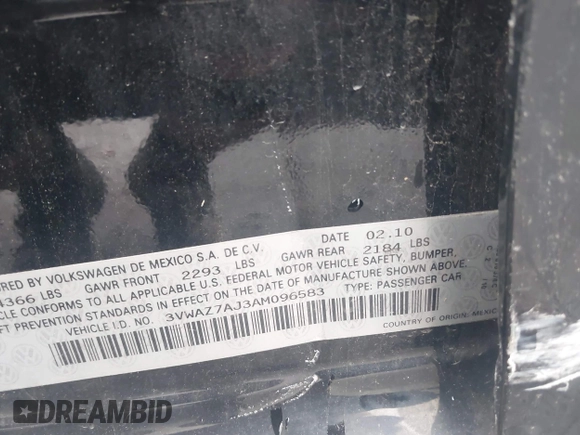 DATE 02.10
RED BY VOLKSWAGEN DE MEXICO S.A. DE C.V.
4366 LBS GAWR FRONT 2293 LBS GAWR REAR 2184 LBS
CLE CONFORMS TO ALL APPLICABLE U.S. FEDERAL MOTOR VEHICLE SAFETY, BUMPER,
FT PREVENTION STANDARDS IN EFFECT ON THE DATE OF MANUFACTURE SHOWN ABOVE.
VEHICLE I.D. NO. 3VWAZ7AJ3AM096583 TYPE: PASSENGER CAR
COUNTRY OF ORIGIN: MEXIC
DREAMBID